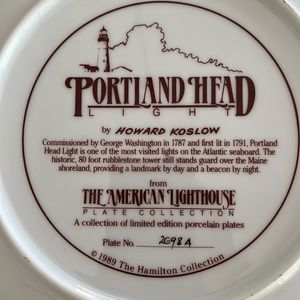 PORTLAND HEAD
LIGHT
by HOWARD KOSLOW
Commissioned by George Washington in 1787 and first lit in 1791, Portland
Head Light is one of the most visited lights on the Atlantic seaboard. The
historic, 80 foot rubblestone tower still stands guard over the Maine
shoreland, providing a landmark by day and a beacon by night.
from
THE AMERICAN LIGHTHOUSE
PLATE COLLECTION
A collection of limited edition porcelain plates
Plate No. 2698A
©1989 The Hamilton Collection